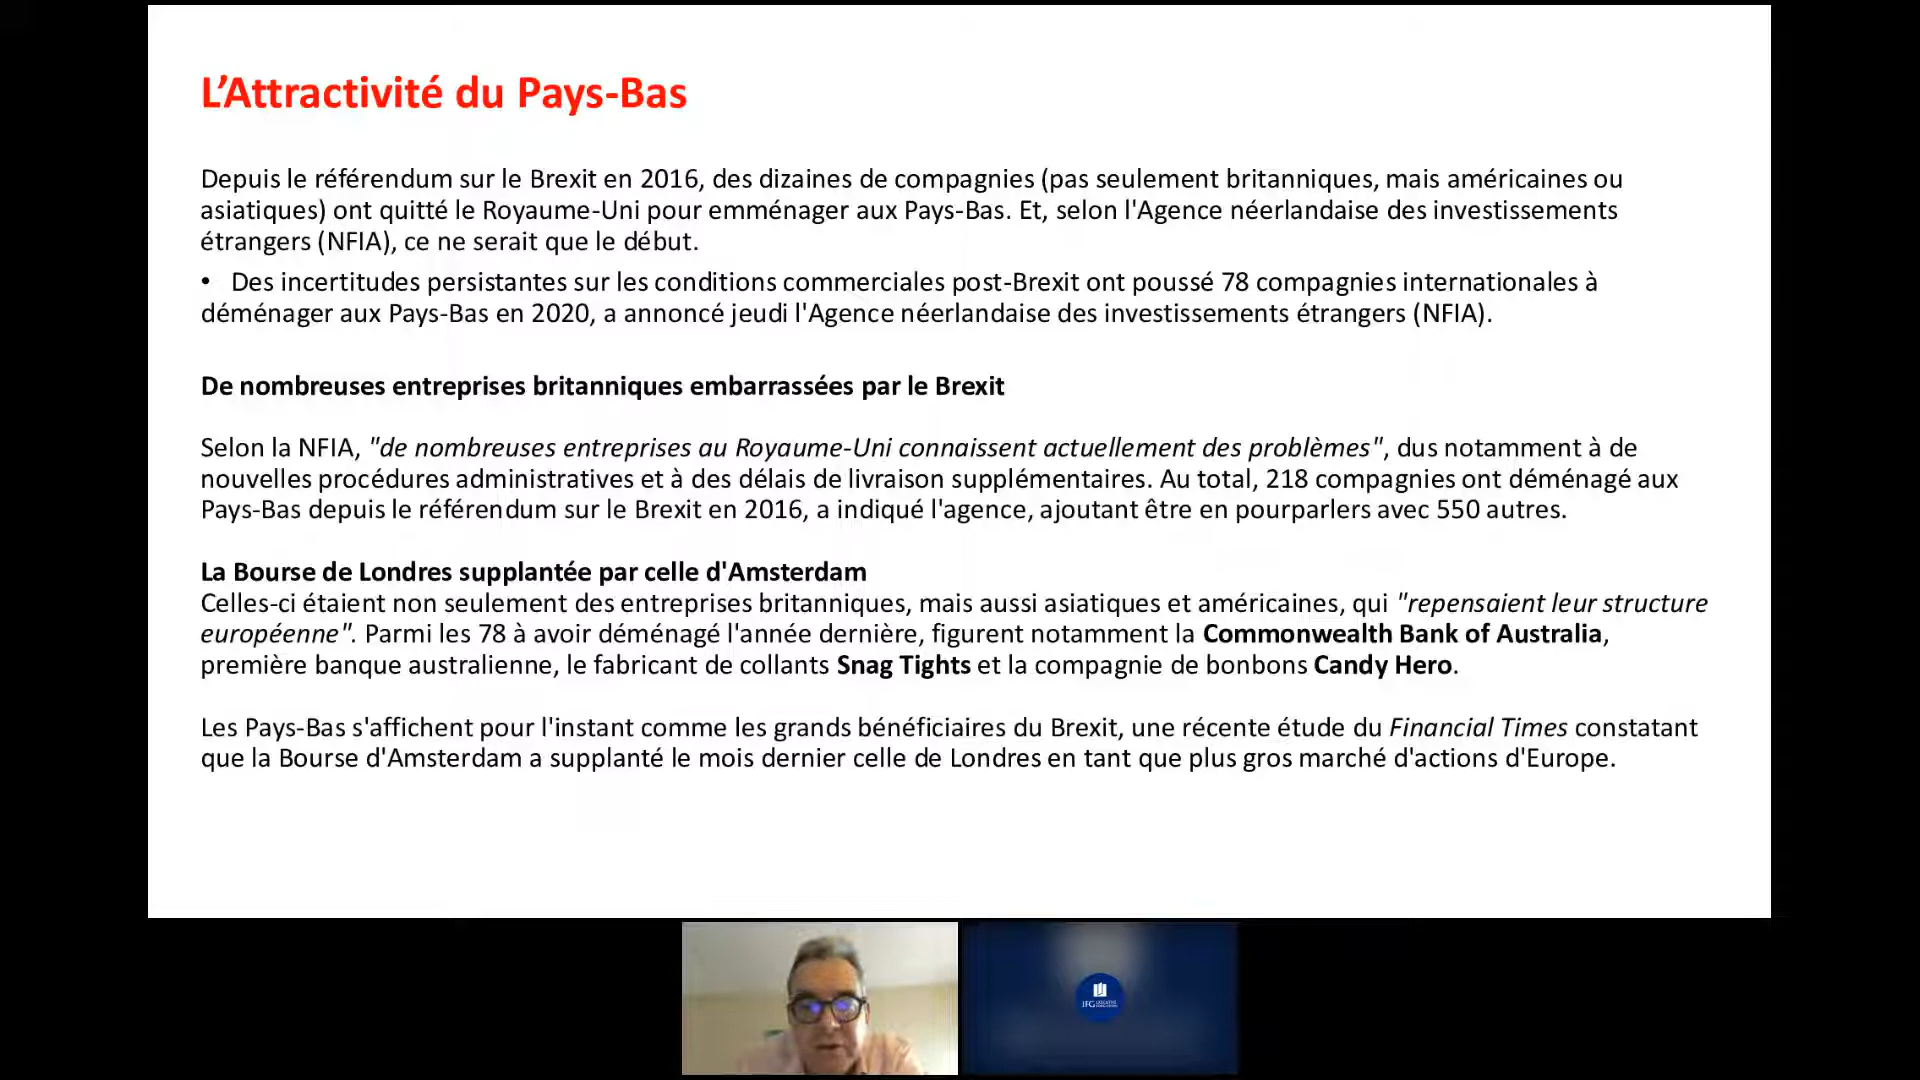 L’Attractivité du Pays-Bas
Depuis le référendum sur le Brexit en 2016, des dizaines de compagnies (pas seulement britanniques, mais américaines ou
asiatiques) ont quitté le Royaume-Uni pour emménager aux Pays-Bas. Et, selon l'Agence néerlandaise des investissements
étrangers (NFIA), ce ne serait que le début.
• Des incertitudes persistantes sur les conditions commerciales post-Brexit ont poussé 78 compagnies internationales à
déménager aux Pays-Bas en 2020, a annoncé jeudi l'Agence néerlandaise des investissements étrangers (NFIA).
De nombreuses entreprises britanniques embarrassées par le Brexit
Selon la NFIA, "de nombreuses entreprises au Royaume-Uni connaissent actuellement des problèmes", dus notamment à de
nouvelles procédures administratives et à des délais de livraison supplémentaires. Au total, 218 compagnies ont déménagé aux
Pays-Bas depuis le référendum sur le Brexit en 2016, a indiqué l'agence, ajoutant être en pourparlers avec 550 autres.
La Bourse de Londres supplantée par celle d'Amsterdam
Celles-ci étaient non seulement des entreprises britanniques, mais aussi asiatiques et américaines, qui "repensaient leur structure
européenne". Parmi les 78 à avoir déménagé l'année dernière, figurent notamment la Commonwealth Bank of Australia,
première banque australienne, le fabricant de collants Snag Tights et la compagnie de bonbons Candy Hero.
Les Pays-Bas s'affichent pour l'instant comme les grands bénéficiaires du Brexit, une récente étude du Financial Times constatant
que la Bourse d'Amsterdam a supplanté le mois dernier celle de Londres en tant que plus gros marché d'actions d'Europe.